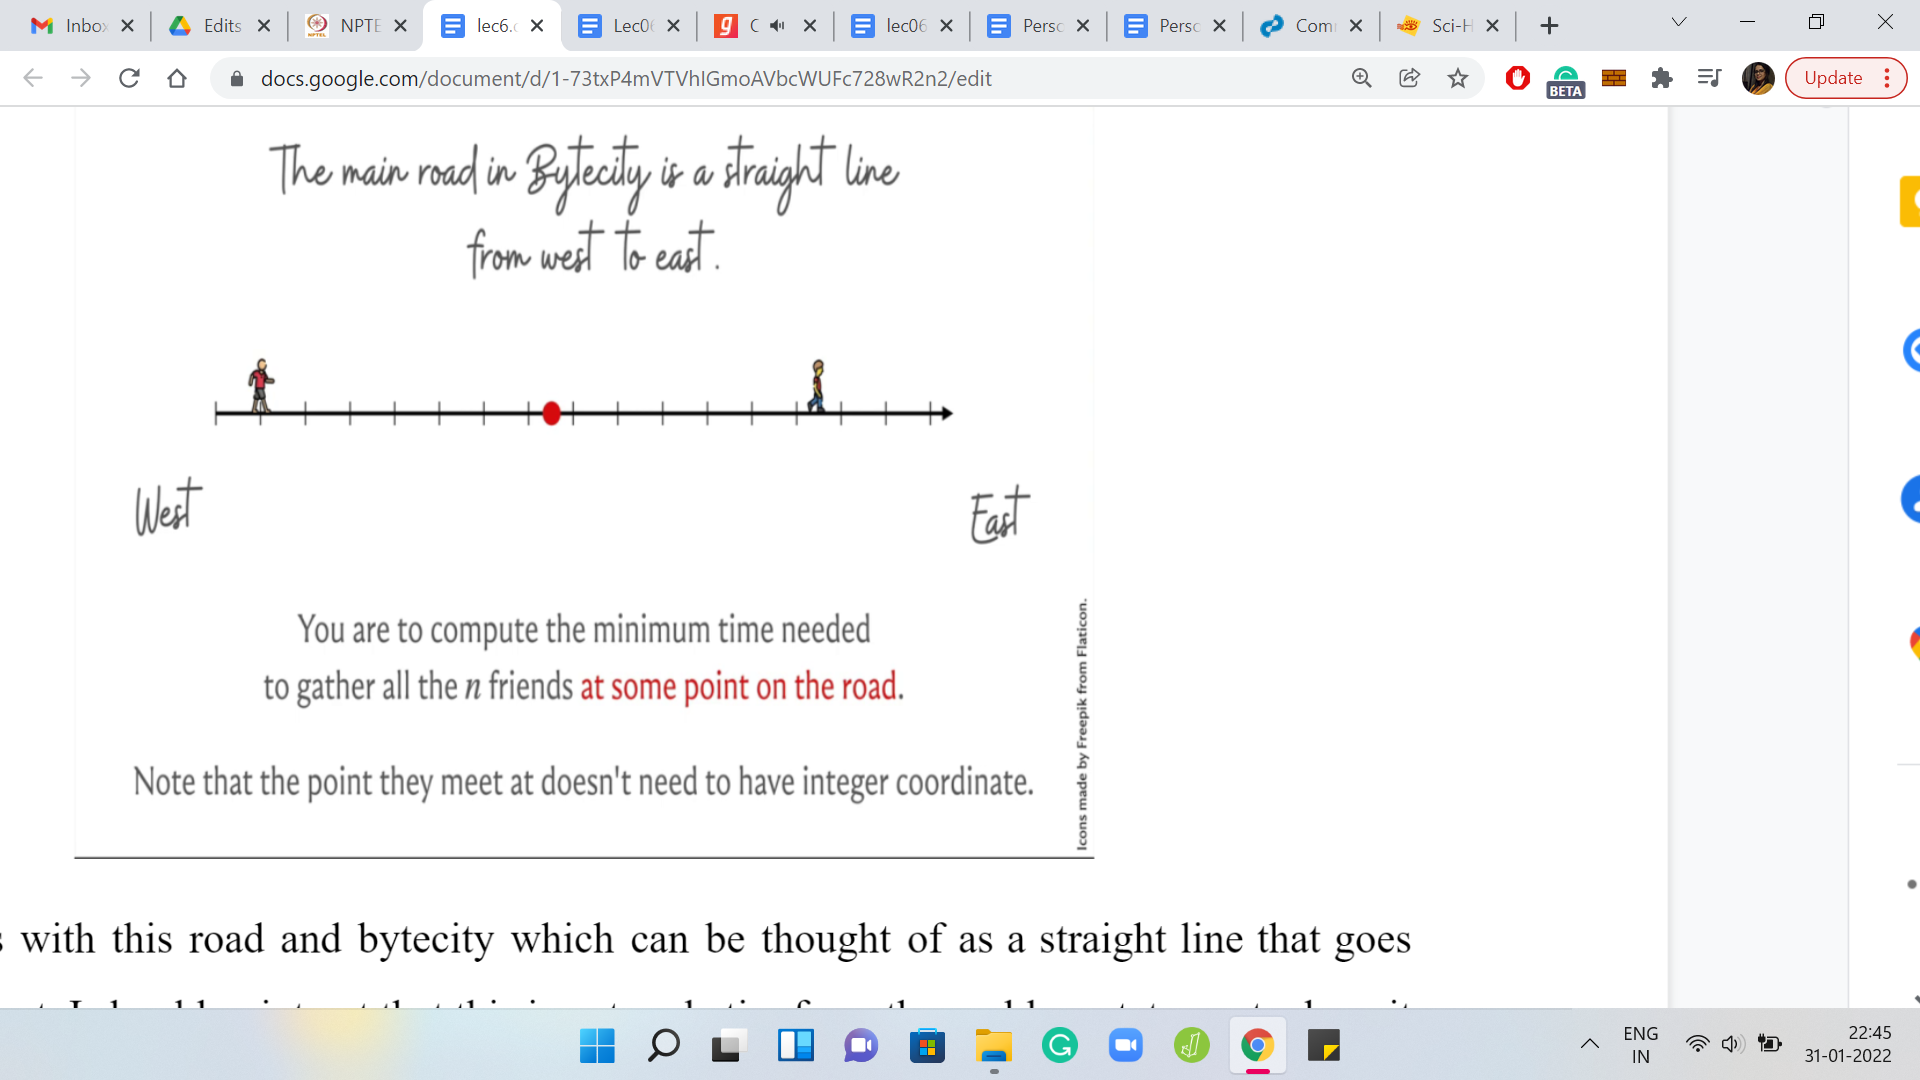 Inbox
Edits
NPTE
lec6.c
Lec06
C
lec06
Perso
Perso
Com
Sci-H
docs.google.com/document/d/1-73txP4mVTVhlGmoAVbcWUFc728wR2n2/edit
BETA
Update
The main road in Bytecity is a straight line
from west to east.
West
East
You are to compute the minimum time needed
to gather all the n friends at some point on the road.
Note that the point they meet at doesn't need to have integer coordinate.
Icons made by Freepik from Flaticon.
with this road and bytecity which can be thought of as a straight line that goes
ENG
IN
22:45
31-01-2022